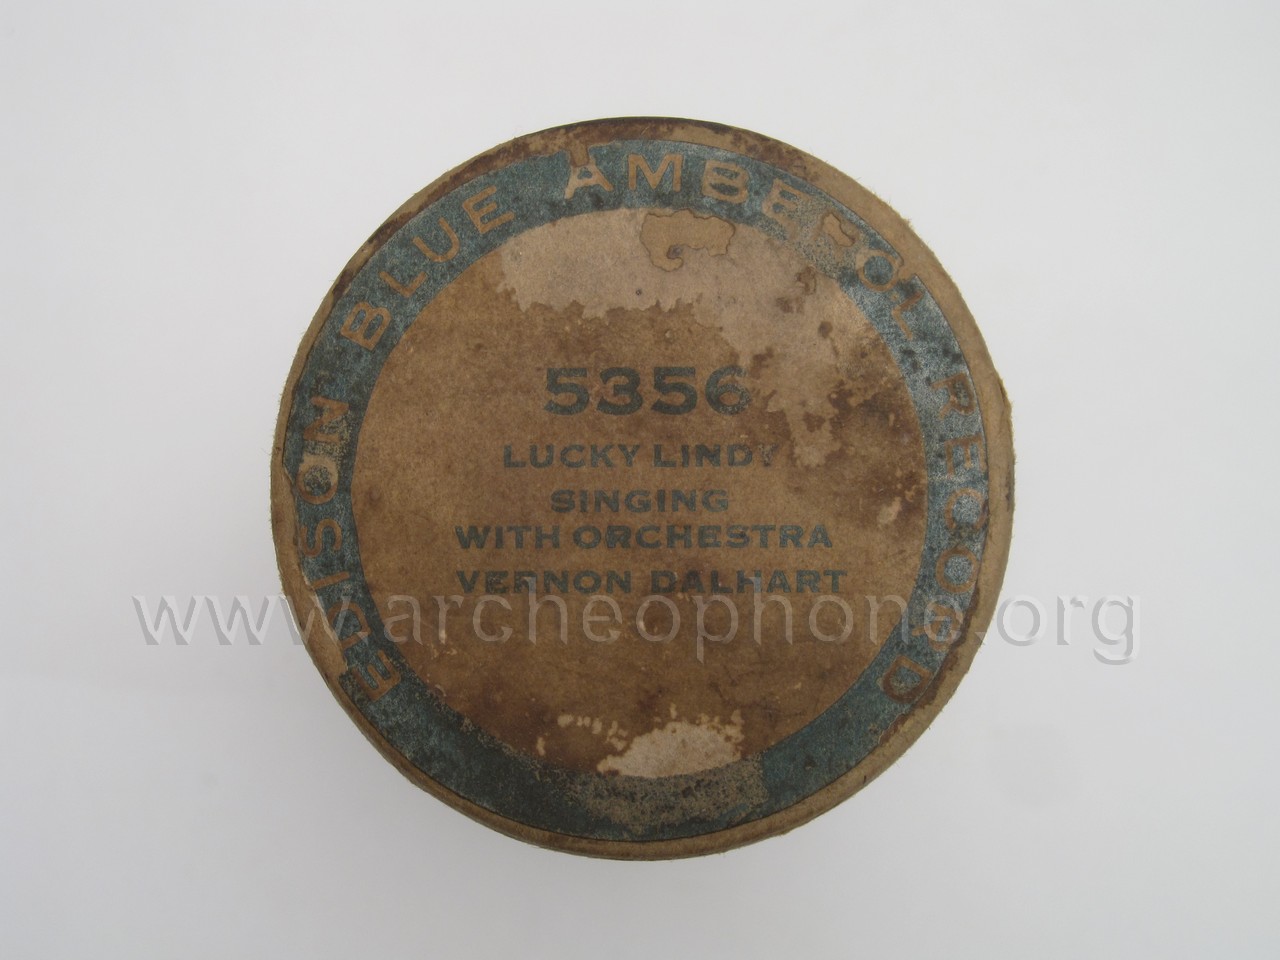 EDISON BLUE AMBEROL RECORD
5356
LUCKY LINDY
SINGING
WITH ORCHESTRA
VERNON DALHART
www.archeophone.org